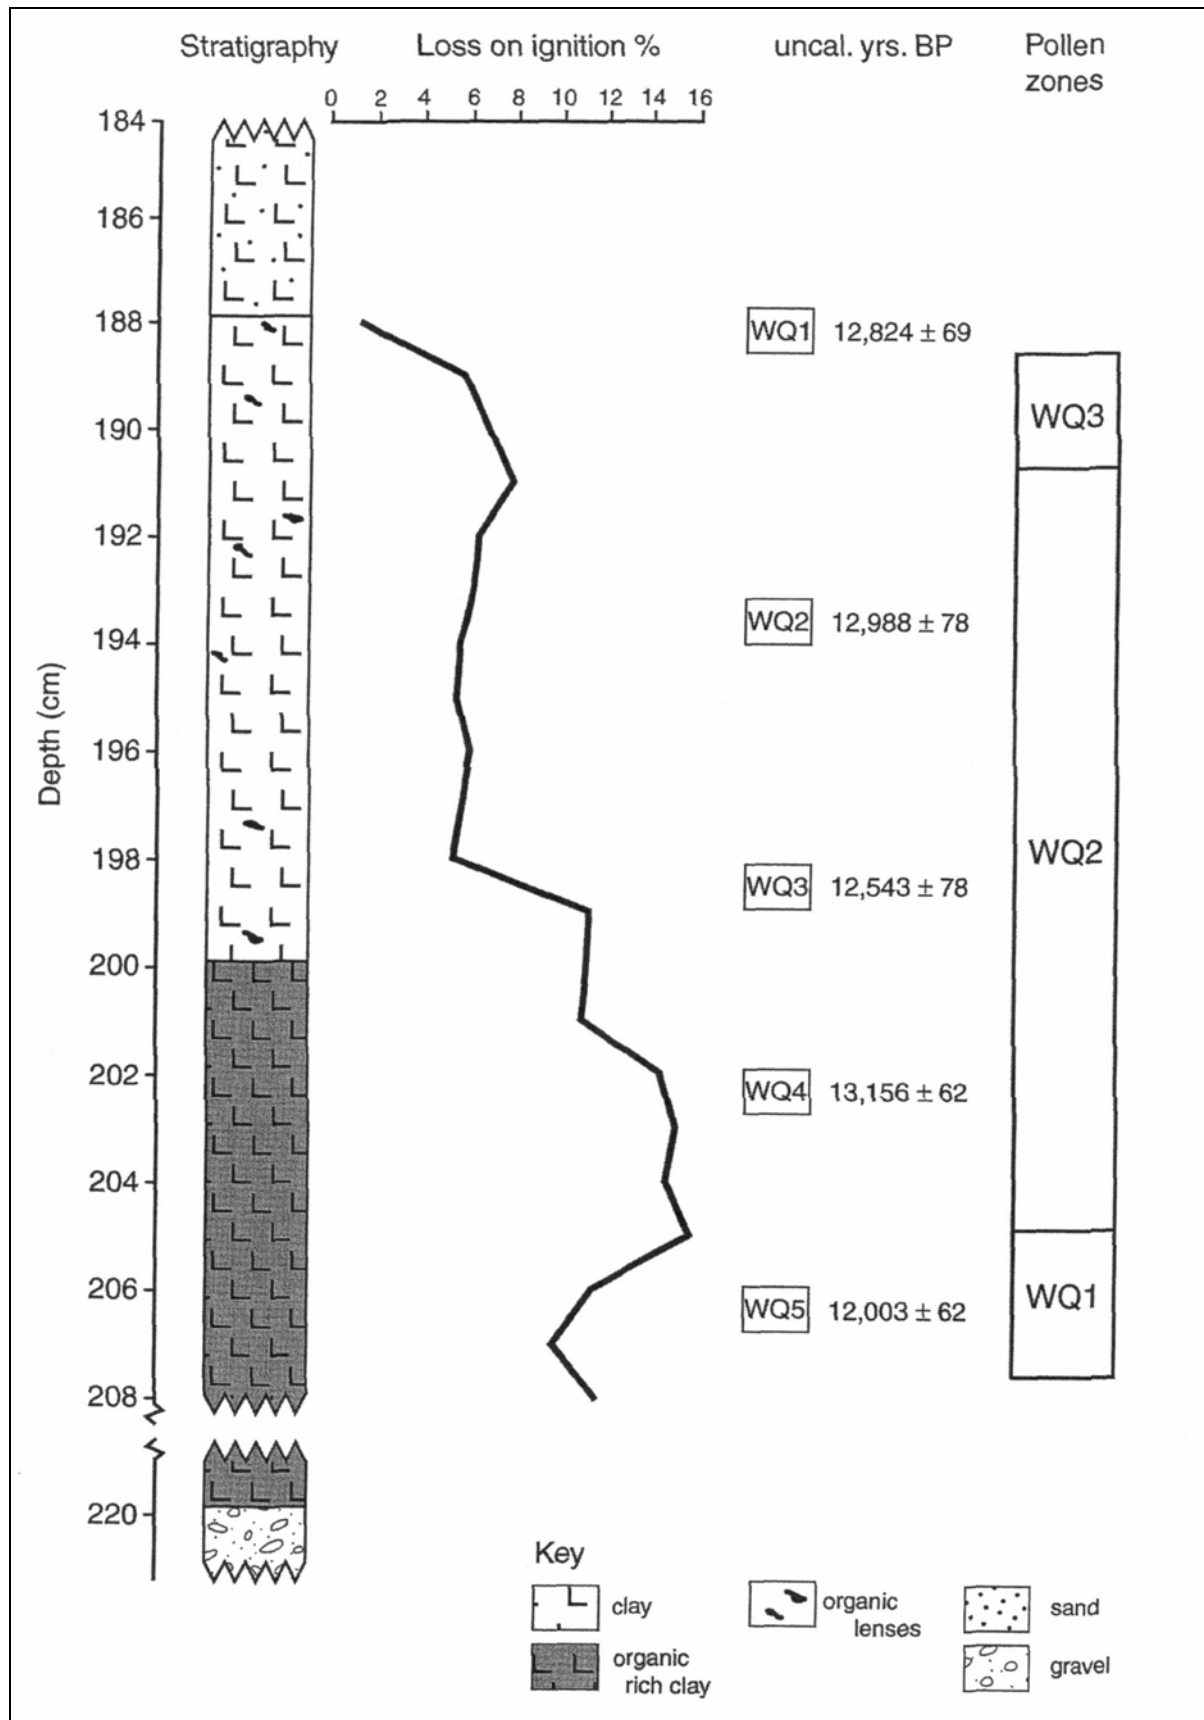 Stratigraphy Loss on ignition % uncal. yrs. BP Pollen zones
0 2 4 6 8 10 12 14 16
184
186
188
WQ1 12,824 ± 69
WQ3
190
192
WQ2 12,988 ± 78
194
Depth (cm)
196
198
WQ2
WQ3 12,543 ± 78
200
202
WQ4 13,156 ± 62
204
206
WQ5 12,003 ± 62
WQ1
208
220
Key
clay
organic lenses
sand
organic rich clay
gravel